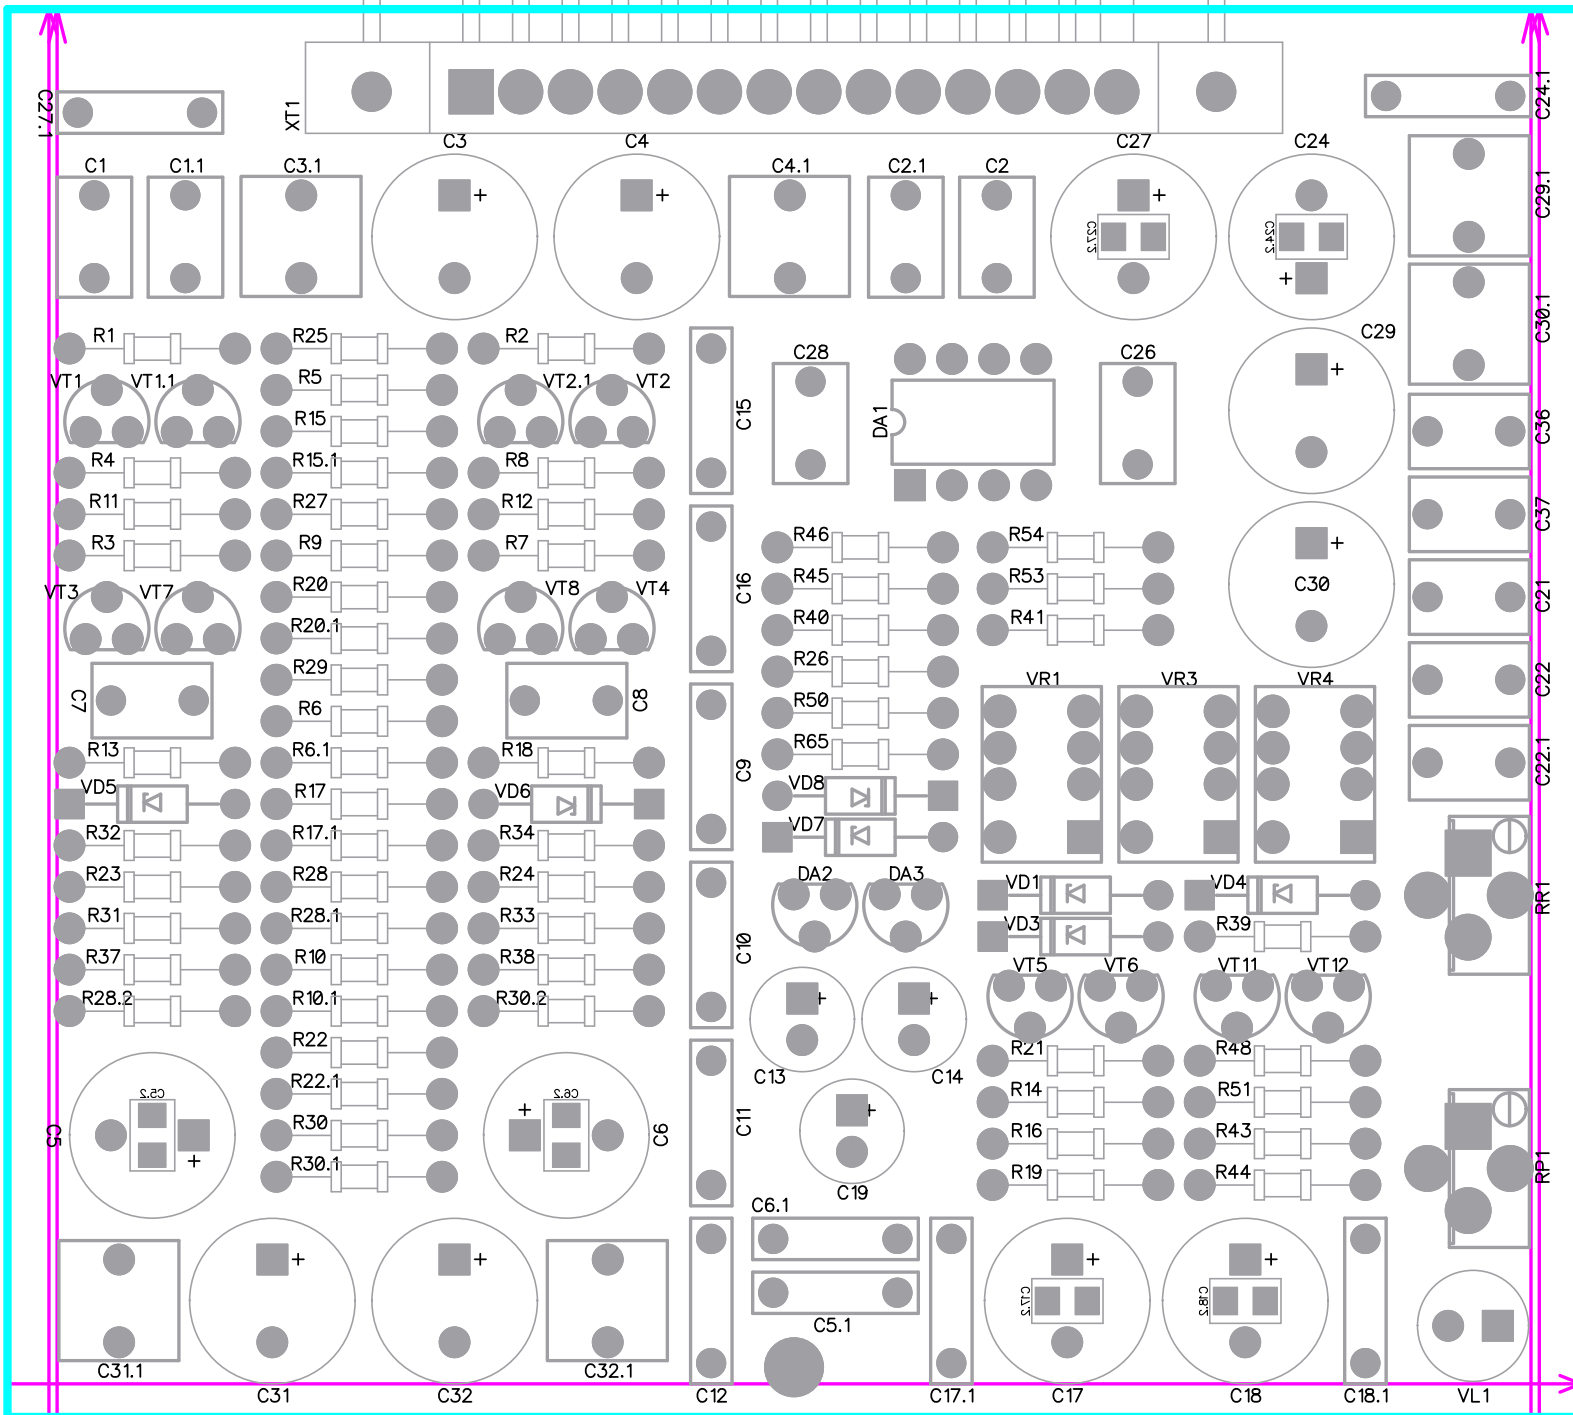 C27.1
XT1
C24.1
C3
C4
C27
C24
C1
C1.1
C3.1
C4.1
C2.1
C2
C29.1
+
+
+
C27.2
C24.2
+
C30.1
R1
R25
R2
C28
C26
C29
VT1
VT1.1
R5
VT2.1
VT2
+
R15
C15
DA1
C36
R4
R15.1
R8
R11
R27
R12
C37
R3
R9
R7
R46
R54
+
VT3
VT7
R20
VT8
VT4
C16
R45
R53
C30
C21
R20.1
R40
R41
R29
R26
VR1
VR3
VR4
C22
C7
R6
C8
R50
R13
R6.1
R18
C9
R65
C22.1
VD5
R17
VD6
VD8
R32
R17.1
R34
VD7
R23
R28
R24
DA2
DA3
VD1
VD4
RR1
R31
R28.1
R33
C10
VD3
R39
R37
R10
R38
VT5
VT6
VT11
VT12
R28.2
R10.1
R30.2
+
+
R22
R21
R48
C13
C14
C5.2
R22.1
C6.2
R14
R51
+
+
C5
R30
C6
C11
R16
R43
+
R30.1
R19
R44
RP1
C19
C6.1
+
+
+
+
C17.2
C18.2
C5.1
C31.1
C32.1
C31
C32
C12
C17.1
C17
C18
C18.1
VL1